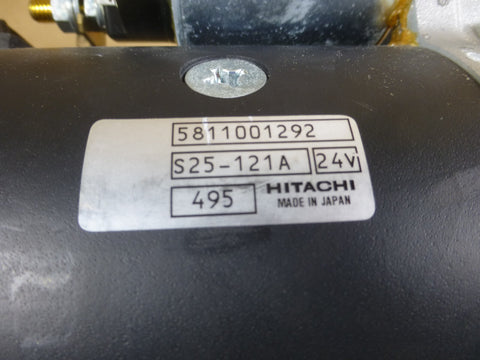 5811001292
S25-121A 24V
495 HITACHI
MADE IN JAPAN